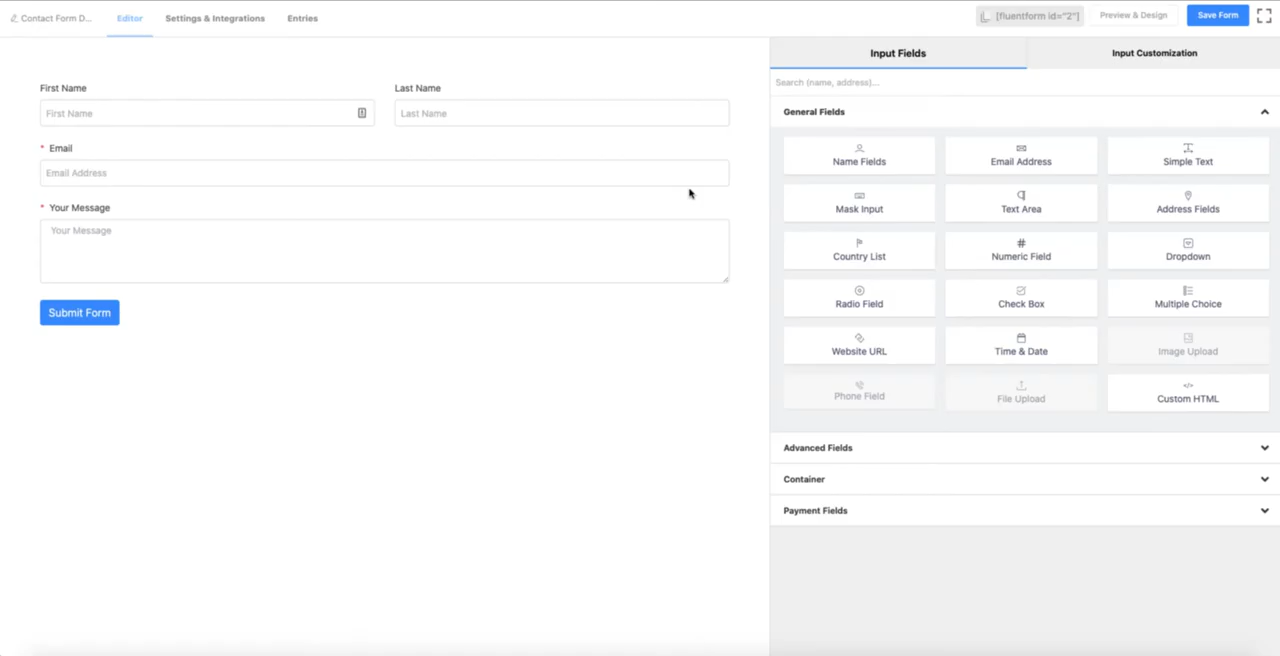 Contact Form D... Editor Settings & Integrations Entries [fluentform id="2"] Preview & Design Save Form
Input Fields Input Customization
Search (name, address)...
First Name Last Name
First Name Last Name
* Email
Email Address
* Your Message
Your Message
Submit Form
General Fields
Name Fields Email Address Simple Text
Mask Input Text Area Address Fields
Country List Numeric Field Dropdown
Radio Field Check Box Multiple Choice
Website URL Time & Date Image Upload
Phone Field File Upload Custom HTML
Advanced Fields
Container
Payment Fields